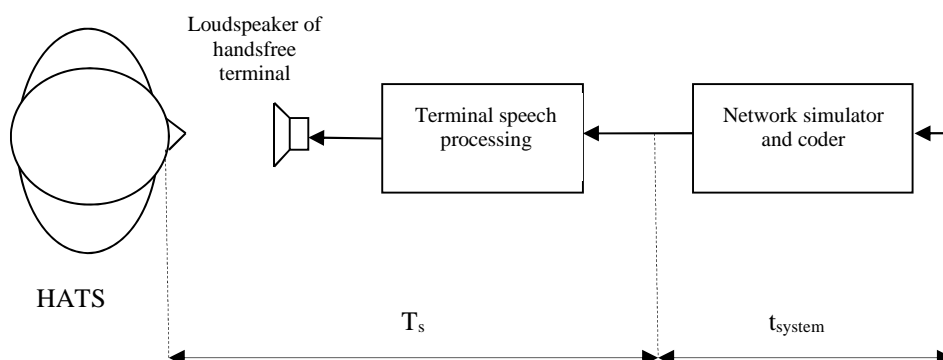 Loudspeaker of
handsfree
terminal
Terminal speech
processing
Network simulator
and coder
HATS
Ts
tsystem